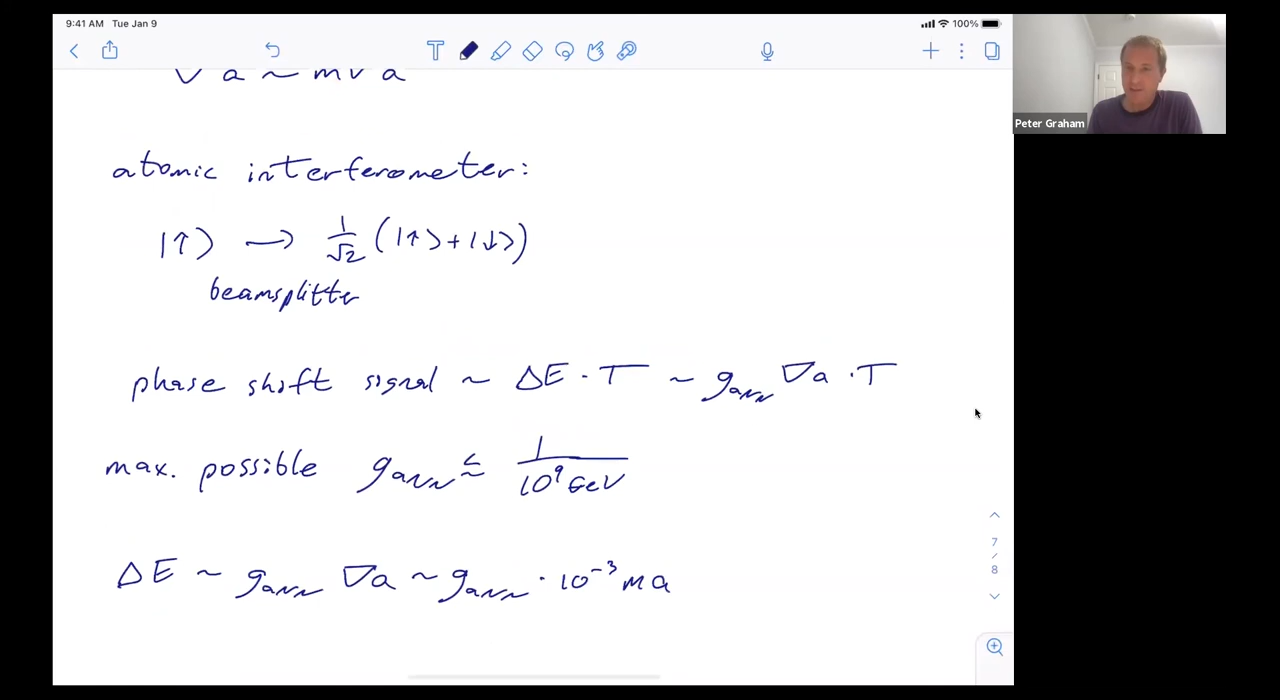 9:41 AM Tue Jan 9
100%
∇ a ~ m v a
Peter Graham
atomic interferometer:
|↑⟩ → 1/√2 (|↑⟩+|↓⟩)
beamsplitter
phase shift signal ~ ΔE · T ~ g_aNN ∇a · T
max. possible g_aNN ≲ 1/10⁹ GeV
7
/
8
ΔE ~ g_aNN ∇a ~ g_aNN · 10⁻³ m a